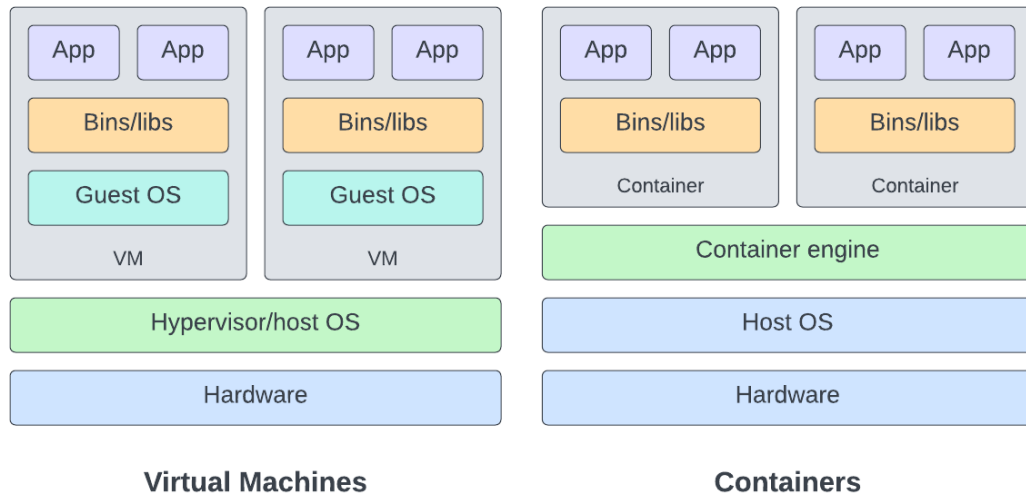 App App App App App App App App
Bins/libs Bins/libs Bins/libs Bins/libs
Guest OS Guest OS Container Container
VM VM Container engine
Hypervisor/host OS Host OS
Hardware Hardware
Virtual Machines Containers